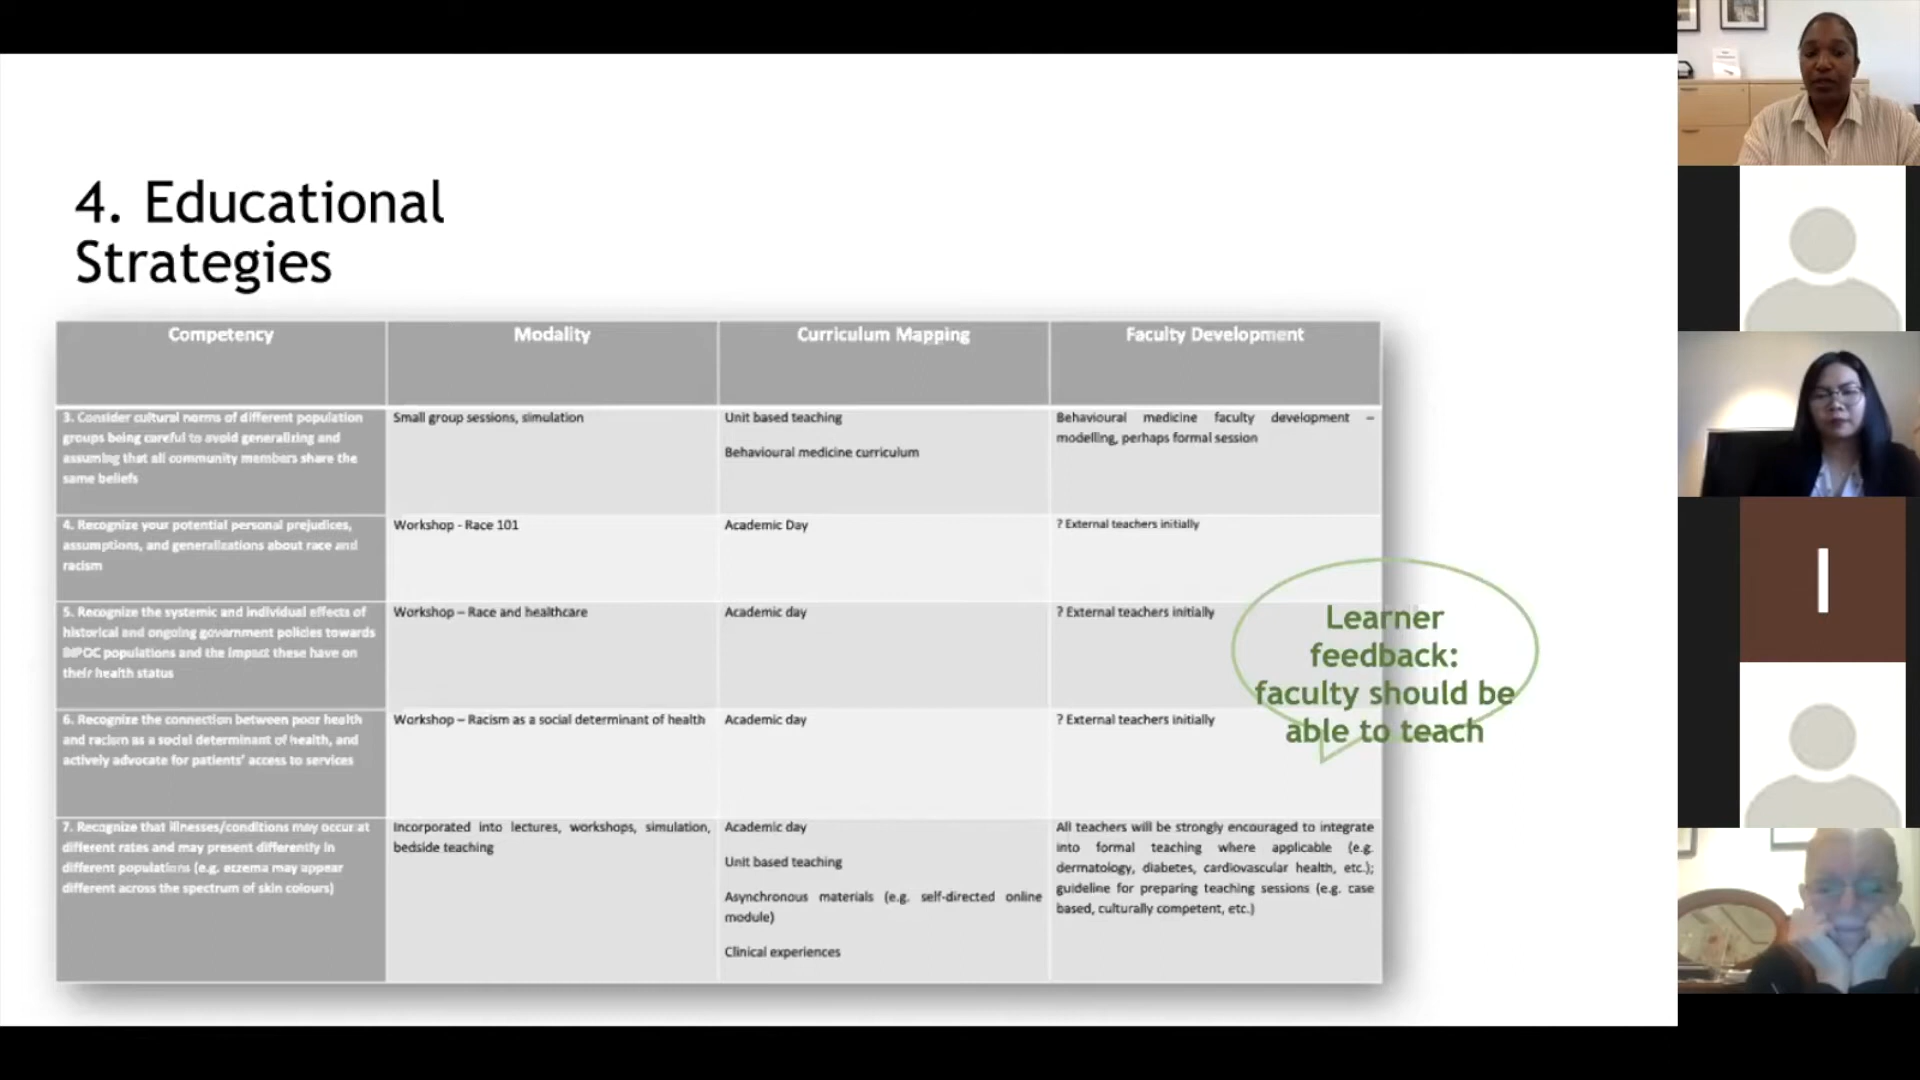 4. Educational
Strategies
Competency
Modality
Curriculum Mapping
Faculty Development
3. Consider cultural norms of different population
groups being careful to avoid generalizing and
assuming that all community members share the
same beliefs
Small group sessions, simulation
Unit based teaching
Behavioural medicine curriculum
Behavioural medicine faculty development –
modelling, perhaps formal session
4. Recognize your potential personal prejudices,
assumptions, and generalizations about race and
racism
Workshop - Race 101
Academic Day
? External teachers initially
5. Recognize the systemic and individual effects of
historical and ongoing government policies towards
BIPOC populations and the impact these have on
their health status
Workshop – Race and healthcare
Academic day
? External teachers initially
6. Recognize the connection between poor health
and racism as a social determinant of health, and
actively advocate for patients' access to services
Workshop – Racism as a social determinant of health
Academic day
? External teachers initially
7. Recognize that illnesses/conditions may occur at
different rates and may present differently in
different populations (e.g. eczema may appear
different across the spectrum of skin colours)
Incorporated into lectures, workshops, simulation,
bedside teaching
Academic day
Unit based teaching
Asynchronous materials (e.g. self-directed online
module)
Clinical experiences
All teachers will be strongly encouraged to integrate
into formal teaching where applicable (e.g.
dermatology, diabetes, cardiovascular health, etc.);
guideline for preparing teaching sessions (e.g. case
based, culturally competent, etc.)
Learner
feedback:
faculty should be
able to teach
I